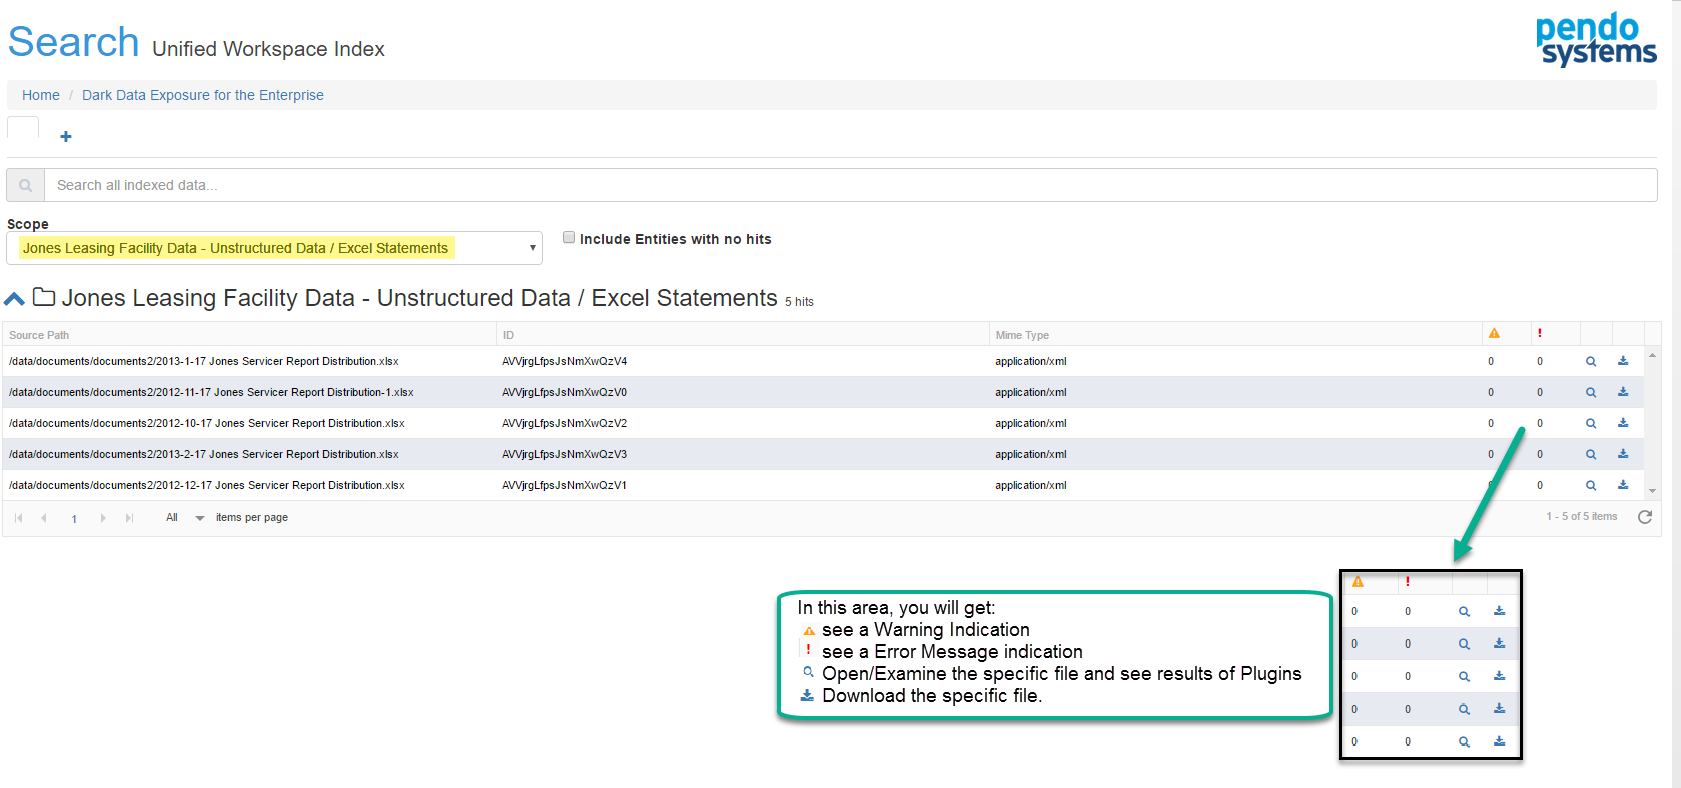 Search Unified Workspace Index
pendo
systems
Home / Dark Data Exposure for the Enterprise
+
Search all indexed data...
Scope
Jones Leasing Facility Data - Unstructured Data / Excel Statements
Include Entities with no hits
Jones Leasing Facility Data - Unstructured Data / Excel Statements 5 hits
Source Path ID Mime Type !
/data/documents/documents2/2013-1-17 Jones Servicer Report Distribution.xlsx AVVjrgLfpsJsNmXwQzV4 application/xml 0 0
/data/documents/documents2/2012-11-17 Jones Servicer Report Distribution-1.xlsx AVVjrgLfpsJsNmXwQzV0 application/xml 0 0
/data/documents/documents2/2012-10-17 Jones Servicer Report Distribution.xlsx AVVjrgLfpsJsNmXwQzV2 application/xml 0 0
/data/documents/documents2/2013-2-17 Jones Servicer Report Distribution.xlsx AVVjrgLfpsJsNmXwQzV3 application/xml 0 0
/data/documents/documents2/2012-12-17 Jones Servicer Report Distribution.xlsx AVVjrgLfpsJsNmXwQzV1 application/xml 0 0
1 All items per page 1 - 5 of 5 items
In this area, you will get:
see a Warning Indication
! see a Error Message indication
Open/Examine the specific file and see results of Plugins
Download the specific file.
!
0 0
0 0
0 0
0 0
0 0